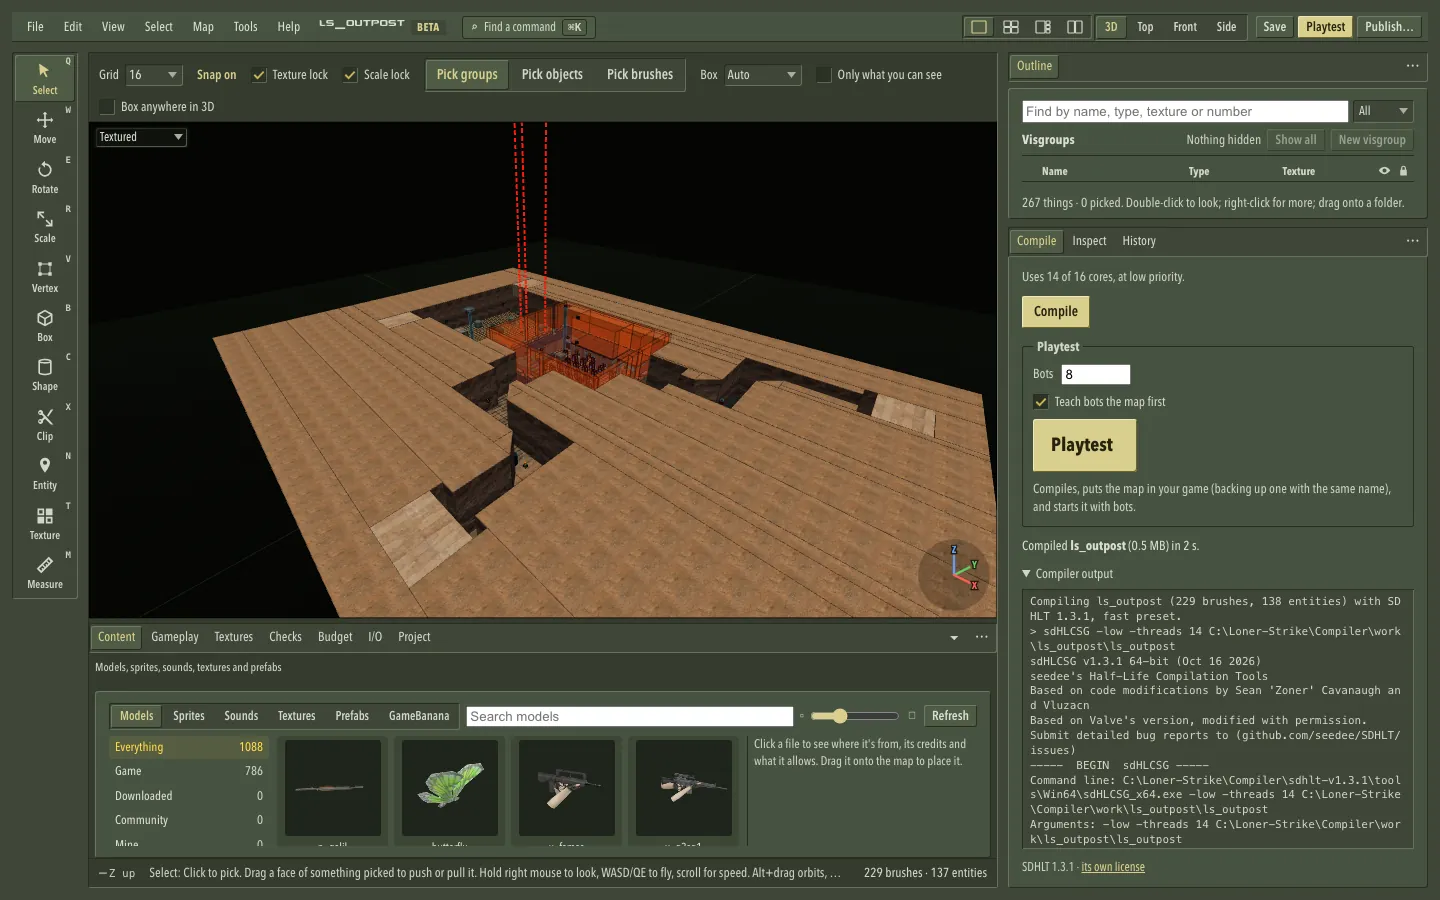 File Edit View Select Map Tools Help LS_OUTPOST BETA Find a command ⌘K 3D Top Front Side Save Playtest Publish...
Q
Select
W
Move
E
Rotate
R
Scale
V
Vertex
B
Box
C
Shape
X
Clip
N
Entity
T
Texture
M
Measure
Grid 16 Snap on Texture lock Scale lock Pick groups Pick objects Pick brushes Box Auto Only what you can see
Box anywhere in 3D
Textured
Z
Y
X
Content Gameplay Textures Checks Budget I/O Project
Models, sprites, sounds, textures and prefabs
Models Sprites Sounds Textures Prefabs GameBanana Search models Refresh
Everything 1088
Game 786
Downloaded 0
Community 0
Mine 0
butterfly
Click a file to see where it's from, its credits and
what it allows. Drag it onto the map to place it.
Z up Select: Click to pick. Drag a face of something picked to push or pull it. Hold right mouse to look, WASD/QE to fly, scroll for speed. Alt+drag orbits, ... 229 brushes · 137 entities
Outline
Find by name, type, texture or number All
Visgroups Nothing hidden Show all New visgroup
Name Type Texture
267 things · 0 picked. Double-click to look; right-click for more; drag onto a folder.
Compile Inspect History
Uses 14 of 16 cores, at low priority.
Compile
Playtest
Bots 8
Teach bots the map first
Playtest
Compiles, puts the map in your game (backing up one with the same name),
and starts it with bots.
Compiled ls_outpost (0.5 MB) in 2 s.
Compiler output
Compiling ls_outpost (229 brushes, 138 entities) with SD
HLT 1.3.1, fast preset.
> sdHLCSG -low -threads 14 C:\Loner-Strike\Compiler\work
\ls_outpost\ls_outpost
sdHLCSG v1.3.1 64-bit (Oct 16 2026)
seedee's Half-Life Compilation Tools
Based on code modifications by Sean 'Zoner' Cavanaugh an
d Vluzacn
Based on Valve's version, modified with permission.
Submit detailed bug reports to (github.com/seedee/SDHLT/
issues)
----- BEGIN sdHLCSG -----
Command line: C:\Loner-Strike\Compiler\sdhlt-v1.3.1\tool
s\Win64\sdHLCSG_x64.exe -low -threads 14 C:\Loner-Strike
\Compiler\work\ls_outpost\ls_outpost
Arguments: -low -threads 14 C:\Loner-Strike\Compiler\wor
k\ls_outpost\ls_outpost
SDHLT 1.3.1 · its own license